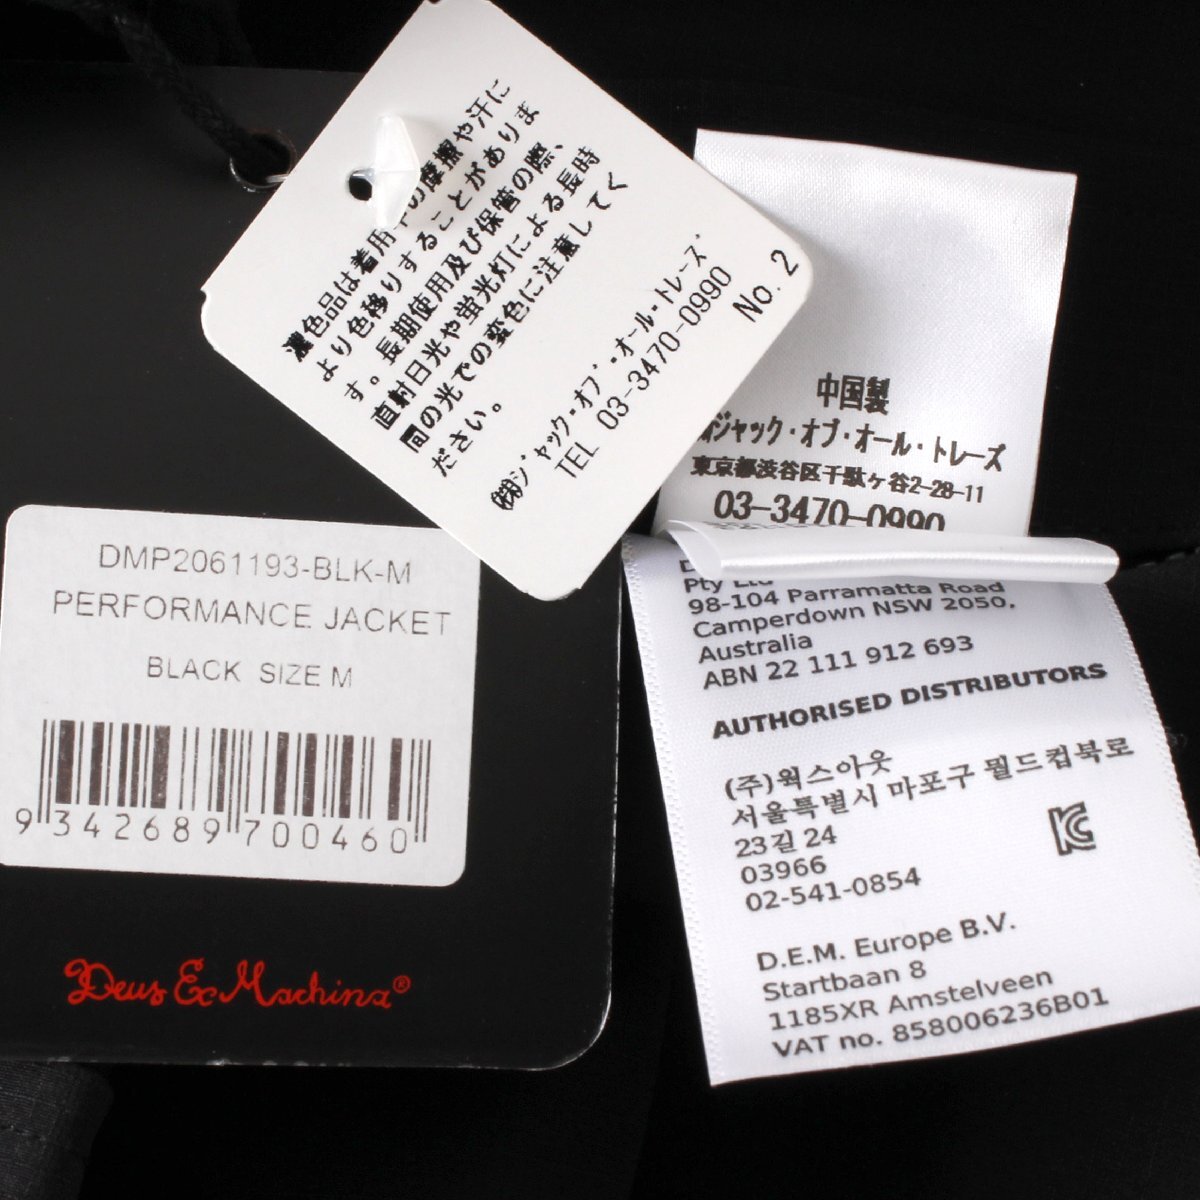 濃色品は着用中の摩擦や汗に
より色移りすることがありま
す。長期使用及び保管の際、
直射日光や蛍光灯による長時
間の光での変色に注意してく
ださい。
㈱ジャック・オブ・オール・トレーズ
TEL 03-3470-0990
No. 2
中国製
㈱ジャック・オブ・オール・トレーズ
東京都渋谷区千駄ヶ谷2-28-11
03-3470-0990
DMP2061193-BLK-M
PERFORMANCE JACKET
BLACK SIZE M
9 342689 700460
Deus Ex Machina®
Pty Ltd
98-104 Parramatta Road
Camperdown NSW 2050,
Australia
ABN 22 111 912 693
AUTHORISED DISTRIBUTORS
(주)웍스아웃
서울특별시 마포구 월드컵북로
23길 24
03966
02-541-0854
D.E.M. Europe B.V.
Startbaan 8
1185XR Amstelveen
VAT no. 858006236B01